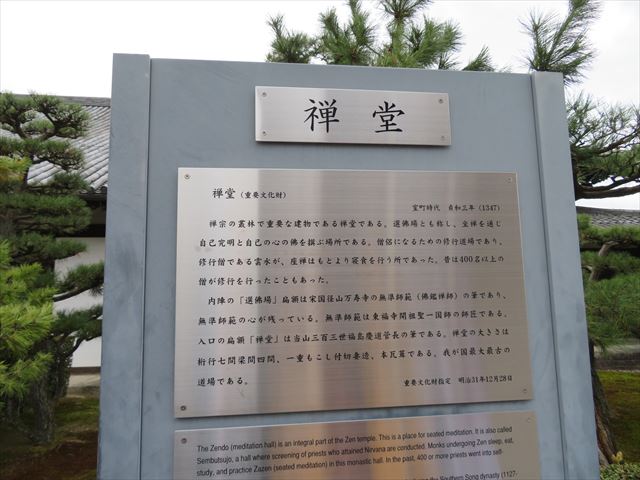 禅堂
禅堂(重要文化財)
室町時代 貞和三年(1347)
禅宗の叢林で重要な建物である禅堂である。選佛場とも称し、坐禅を通じ
自己究明と自己の心の佛を撰ぶ場所である。僧侶になるための修行道場であり、
修行僧である雲水が、座禅はもとより寝食を行う所であった。昔は400名以上の
僧が修行を行ったこともあった。
内陣の「選佛場」扁額は宋国径山万寿寺の無準師範(佛鑑禅師)の筆であり、
無準師範の心が残っている。無準師範は東福寺開祖聖一国師の師匠である。
入口の扁額「禅堂」は当山三百三世福島慶道管長の筆である。禅堂の大きさは
桁行七間梁間四間、一重もこし付切妻造、本瓦葺である。我が国最大最古の
道場である。
重要文化財指定 明治31年12月28日
The Zendo (meditation hall) is an integral part of the Zen temple. This is a place for seated meditation. It is also called
Sembutsujo, a hall where screening of priests who attained Nirvana are conducted. Monks undergoing Zen sleep, eat,
study, and practice Zazen (seated meditation) in this monastic hall. In the past, 400 or more priests went into self-
the Southern Song dynasty (1127-